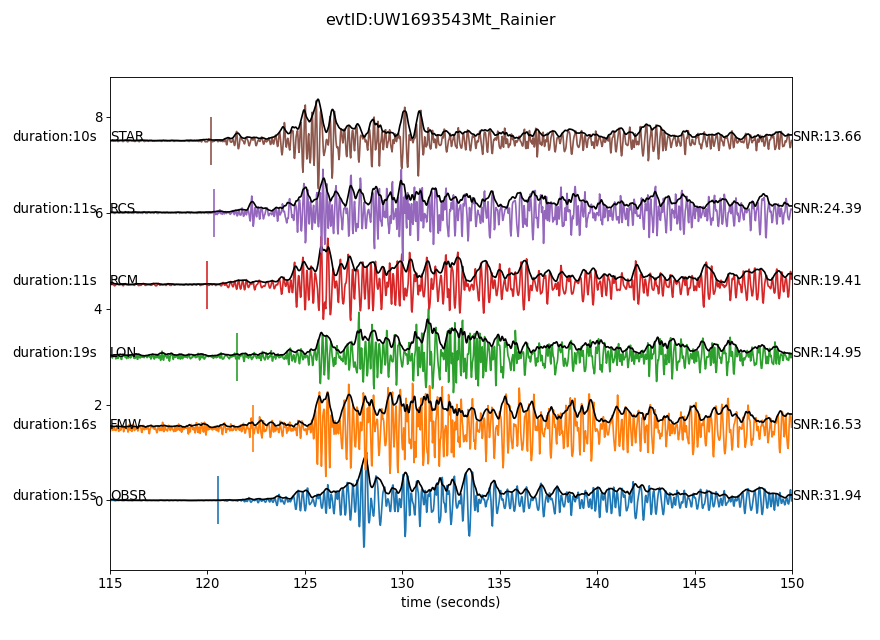 evtID:UW1693543Mt_Rainier
8
duration:10s STAR SNR:13.66
duration:11s RCS SNR:24.39
6
duration:11s RCM SNR:19.41
4
duration:19s LON SNR:14.95
2
duration:16s FMW SNR:16.53
duration:15s OBSR SNR:31.94
0
115 120 125 130 135 140 145 150
time (seconds)